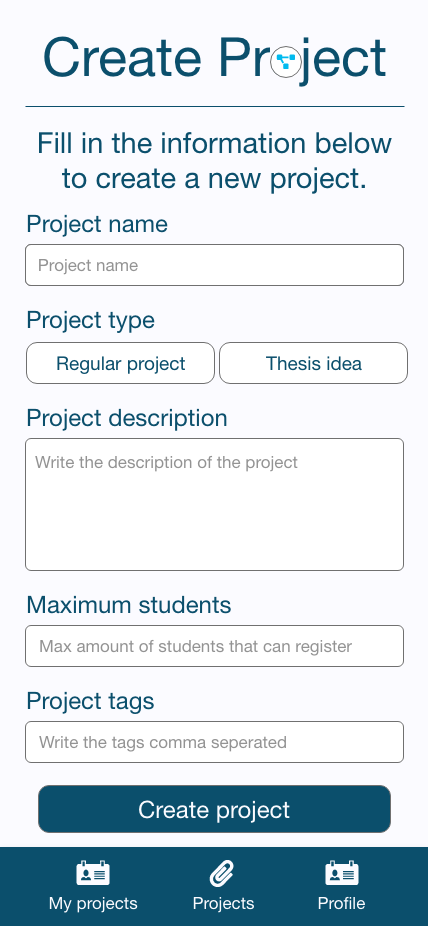 Create Project
Fill in the information below
to create a new project.
Project name
Project name
Project type
Regular project Thesis idea
Project description
Write the description of the project
Maximum students
Max amount of students that can register
Project tags
Write the tags comma seperated
Create project
My projects Projects Profile